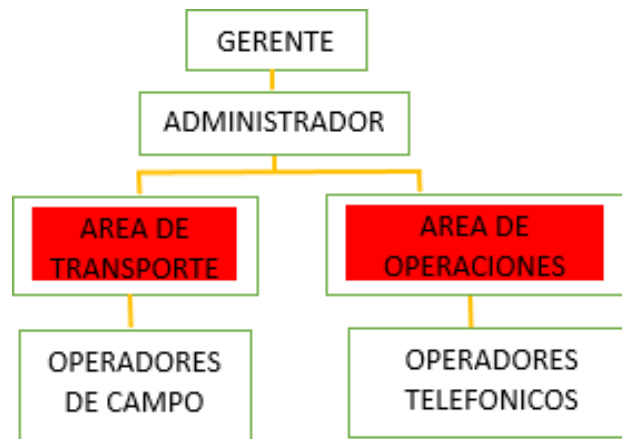 GERENTE
ADMINISTRADOR
AREA DE
TRANSPORTE
AREA DE
OPERACIONES
OPERADORES
DE CAMPO
OPERADORES
TELEFONICOS